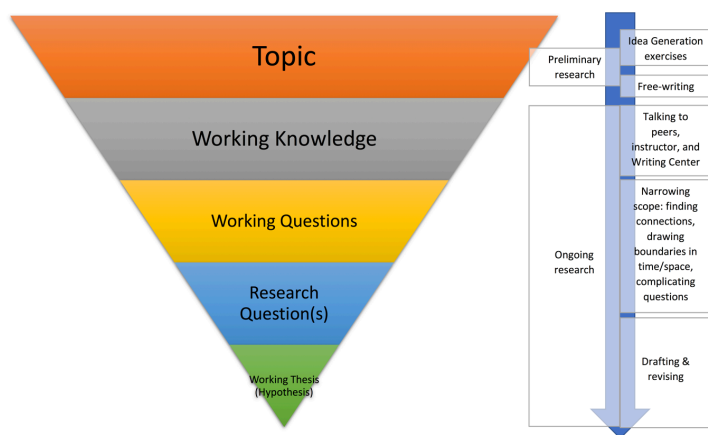 Topic
Working Knowledge
Working Questions
Research
Question(s)
Working Thesis
(Hypothesis)
Preliminary
research
Ongoing
research
Idea Generation
exercises
Free-writing
Talking to
peers,
instructor, and
Writing Center
Narrowing
scope: finding
connections,
drawing
boundaries in
time/space,
complicating
questions
Drafting &
revising